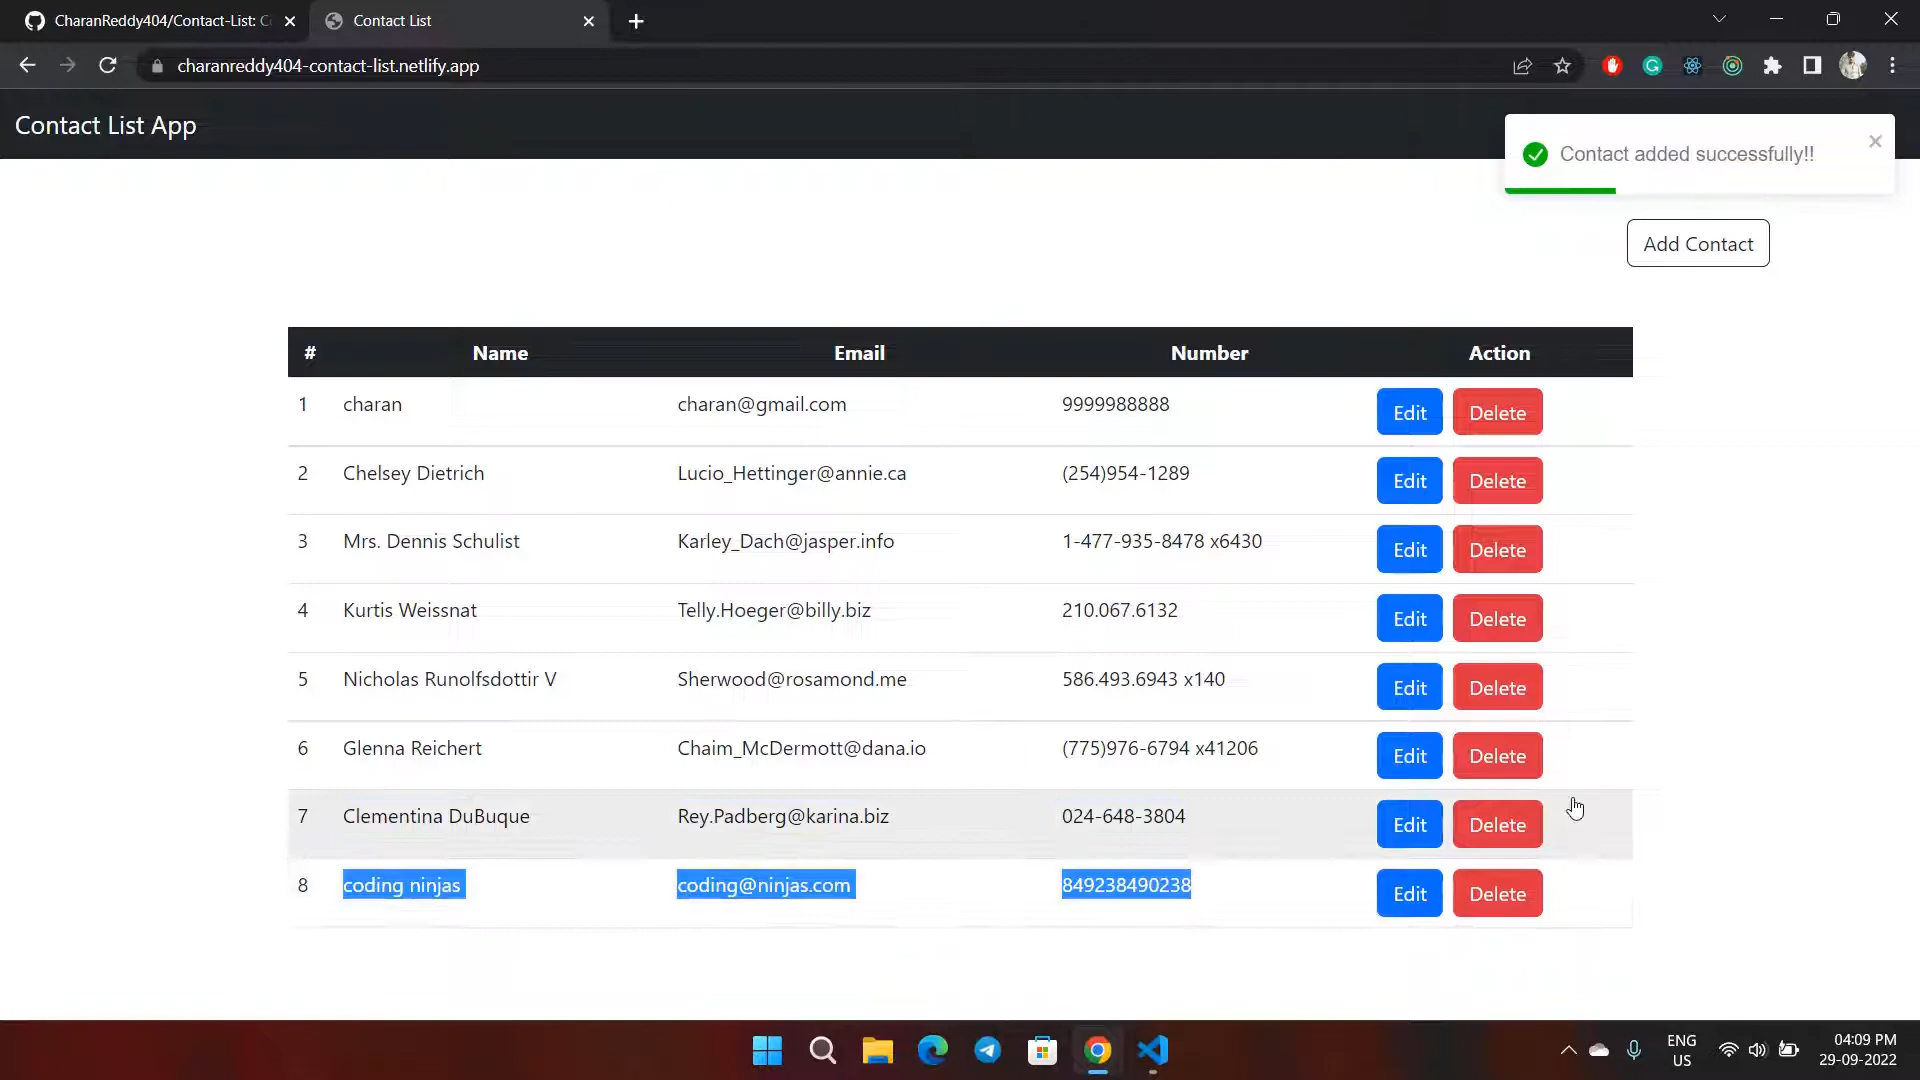 CharanReddy404/Contact-List: C
Contact List
charanreddy404-contact-list.netlify.app
Contact List App
Contact added successfully!!
Add Contact
# Name Email Number Action
1 charan charan@gmail.com 9999988888 Edit Delete
2 Chelsey Dietrich Lucio_Hettinger@annie.ca (254)954-1289 Edit Delete
3 Mrs. Dennis Schulist Karley_Dach@jasper.info 1-477-935-8478 x6430 Edit Delete
4 Kurtis Weissnat Telly.Hoeger@billy.biz 210.067.6132 Edit Delete
5 Nicholas Runolfsdottir V Sherwood@rosamond.me 586.493.6943 x140 Edit Delete
6 Glenna Reichert Chaim_McDermott@dana.io (775)976-6794 x41206 Edit Delete
7 Clementina DuBuque Rey.Padberg@karina.biz 024-648-3804 Edit Delete
8 coding ninjas coding@ninjas.com 849238490238 Edit Delete
ENG
US
04:09 PM
29-09-2022